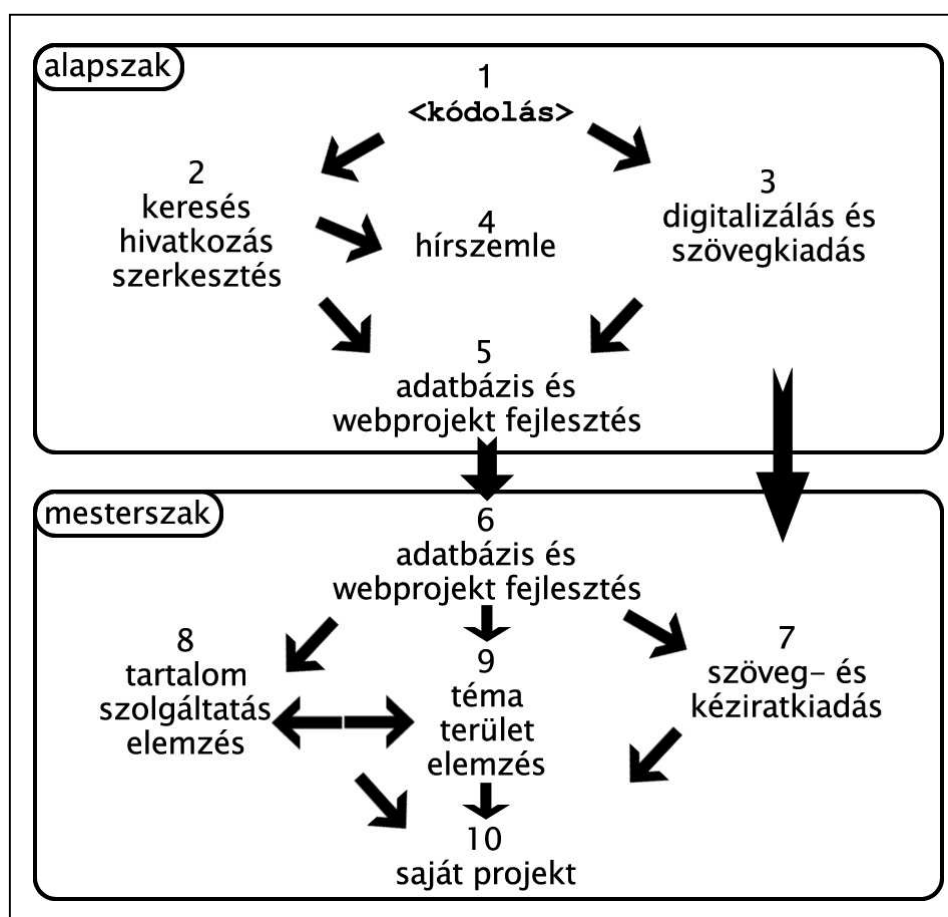 alapszak
1
<kódolás>
2
keresés
hivatkozás
szerkesztés
4
hírszemle
3
digitalizálás és
szövegkiadás
5
adatbázis és
webprojekt fejlesztés
mesterszak
6
adatbázis és
webprojekt fejlesztés
8
tartalom
szolgáltatás
elemzés
9
téma
terület
elemzés
7
szöveg- és
kéziratkiadás
10
saját projekt